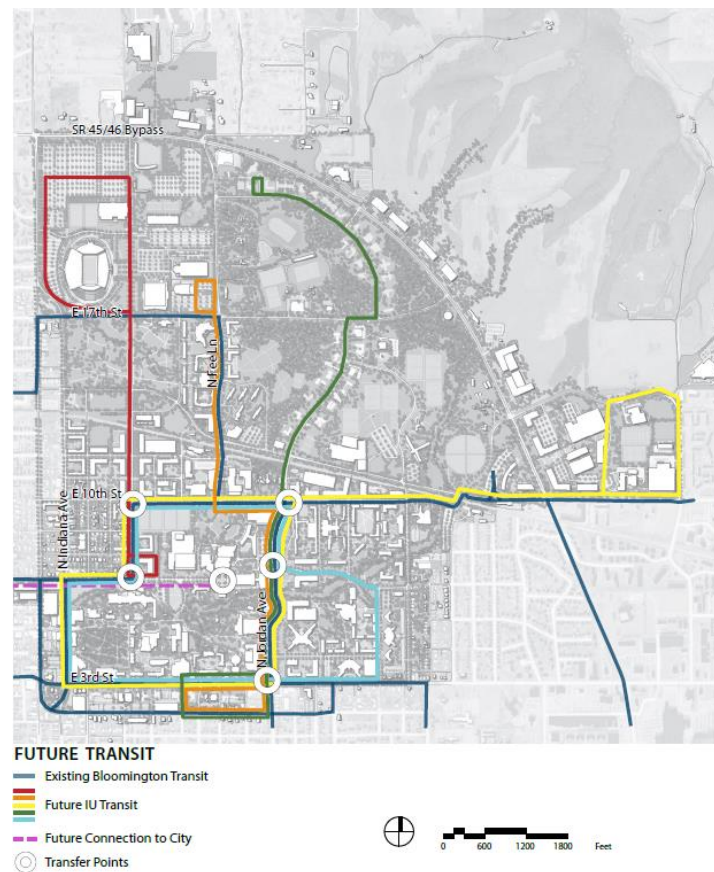 SR 45/46 Bypass
E 17th St
N Fee Ln
E 10th St
N Indiana Ave
N Jordan Ave
E 3rd St
FUTURE TRANSIT
Existing Bloomington Transit
Future IU Transit
Future Connection to City
Transfer Points
0 600 1200 1800 Feet